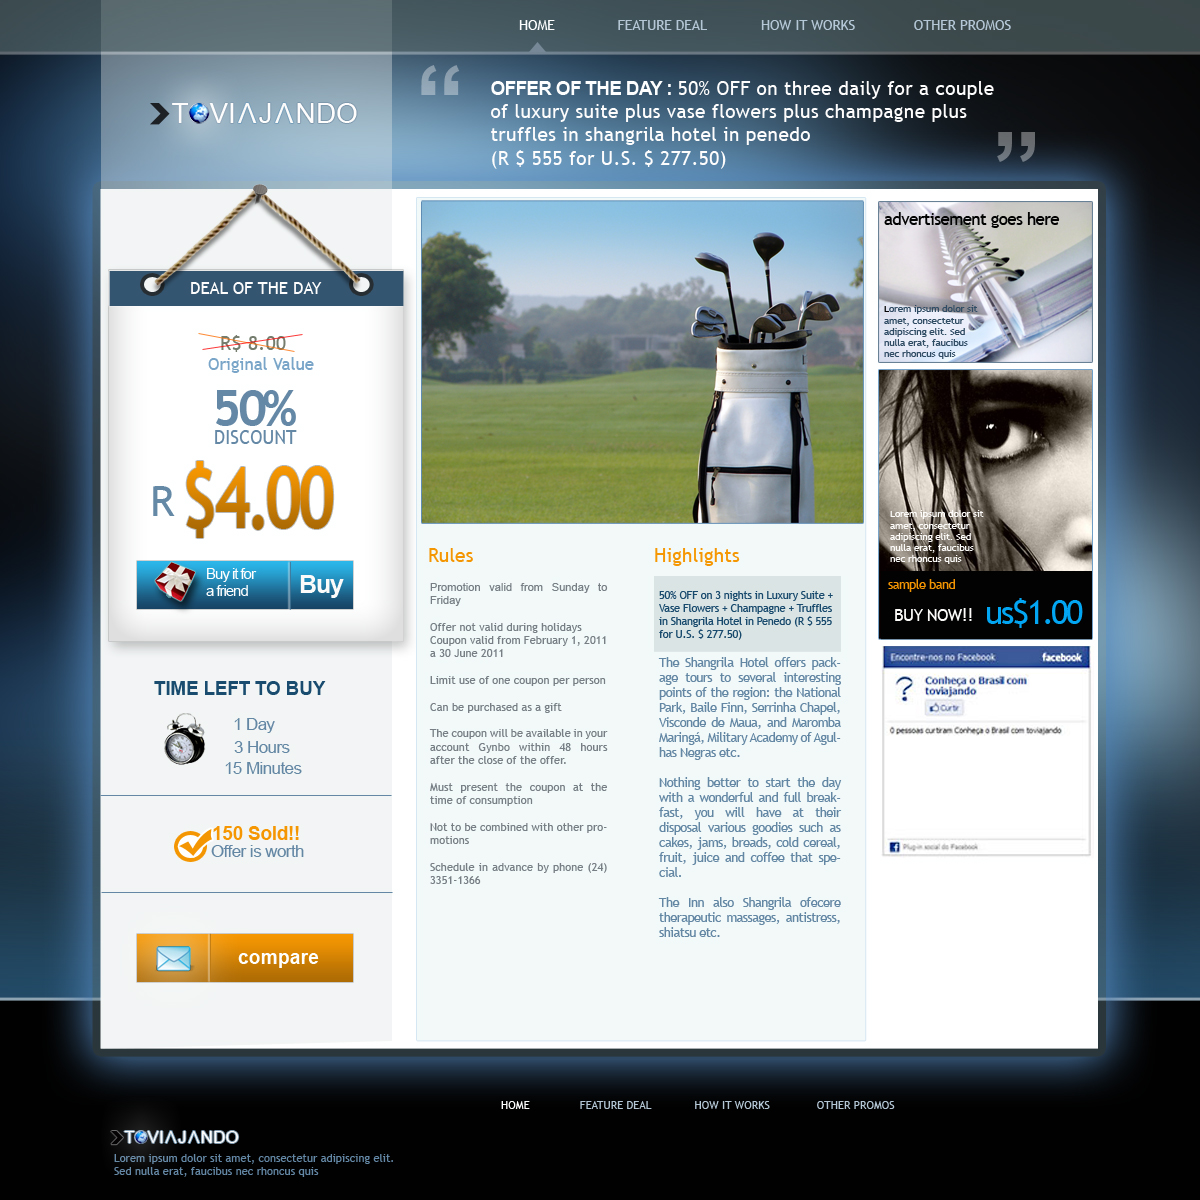 HOME FEATURE DEAL HOW IT WORKS OTHER PROMOS
TOVIAJANDO
“ OFFER OF THE DAY : 50% OFF on three daily for a couple
of luxury suite plus vase flowers plus champagne plus
truffles in shangrila hotel in penedo
(R $ 555 for U.S. $ 277.50) ”
DEAL OF THE DAY
R$ 8.00
Original Value
50%
DISCOUNT
R $4.00
Buy it for
a friend
Buy
TIME LEFT TO BUY
1 Day
3 Hours
15 Minutes
150 Sold!!
Offer is worth
compare
Rules
Promotion valid from Sunday to
Friday
Offer not valid during holidays
Coupon valid from February 1, 2011
a 30 June 2011
Limit use of one coupon per person
Can be purchased as a gift
The coupon will be available in your
account Gynbo within 48 hours
after the close of the offer.
Must present the coupon at the
time of consumption
Not to be combined with other pro-
motions
Schedule in advance by phone (24)
3351-1366
Highlights
50% OFF on 3 nights in Luxury Suite +
Vase Flowers + Champagne + Truffles
in Shangrila Hotel in Penedo (R $ 555
for U.S. $ 277.50)
The Shangrila Hotel offers pack-
age tours to several interesting
points of the region: the National
Park, Baile Finn, Serrinha Chapel,
Visconde de Maua, and Maromba
Maringá, Military Academy of Agul-
has Negras etc.
Nothing better to start the day
with a wonderful and full break-
fast, you will have at their
disposal various goodies such as
cakes, jams, breads, cold cereal,
fruit, juice and coffee that spe-
cial.
The Inn also Shangrila ofecere
therapeutic massages, antistress,
shiatsu etc.
advertisement goes here
Lorem ipsum dolor sit
amet, consectetur
adipiscing elit. Sed
nulla erat, faucibus
nec rhoncus quis
Lorem ipsum dolor sit
amet, consectetur
adipiscing elit. Sed
nulla erat, faucibus
nec rhoncus quis
sample band
BUY NOW!! us$1.00
Encontre-nos no Facebook facebook
?
Conheça o Brasil com
toviajando
Curtir
0 pessoas curtiram Conheça o Brasil com toviajando
Plug-in social do Facebook
HOME FEATURE DEAL HOW IT WORKS OTHER PROMOS
TOVIAJANDO
Lorem ipsum dolor sit amet, consectetur adipiscing elit.
Sed nulla erat, faucibus nec rhoncus quis